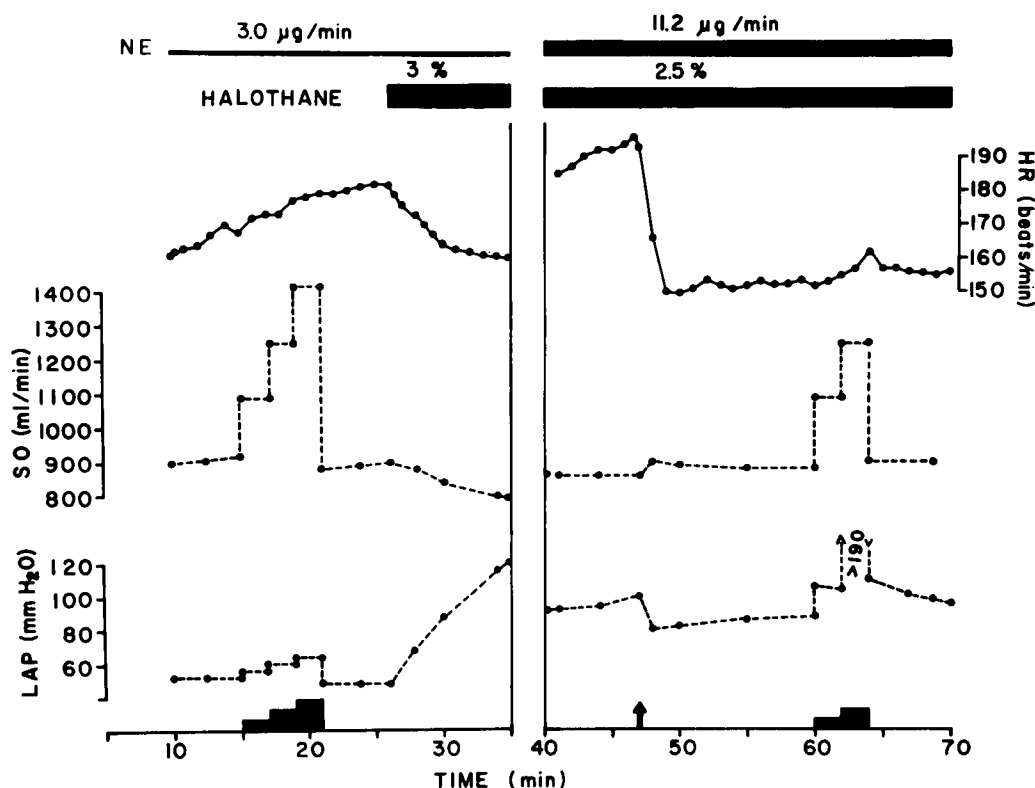 NE
3.0 μg/min
11.2 μg/min
3 %
2.5%
HALOTHANE
190
180
170
160
150
HR (beats/min)
1400
1300
1200
1100
1000
900
800
SO (ml/min)
>190
120
100
80
60
LAP (mm H₂O)
10 20 30 40 50 60 70
TIME (min)